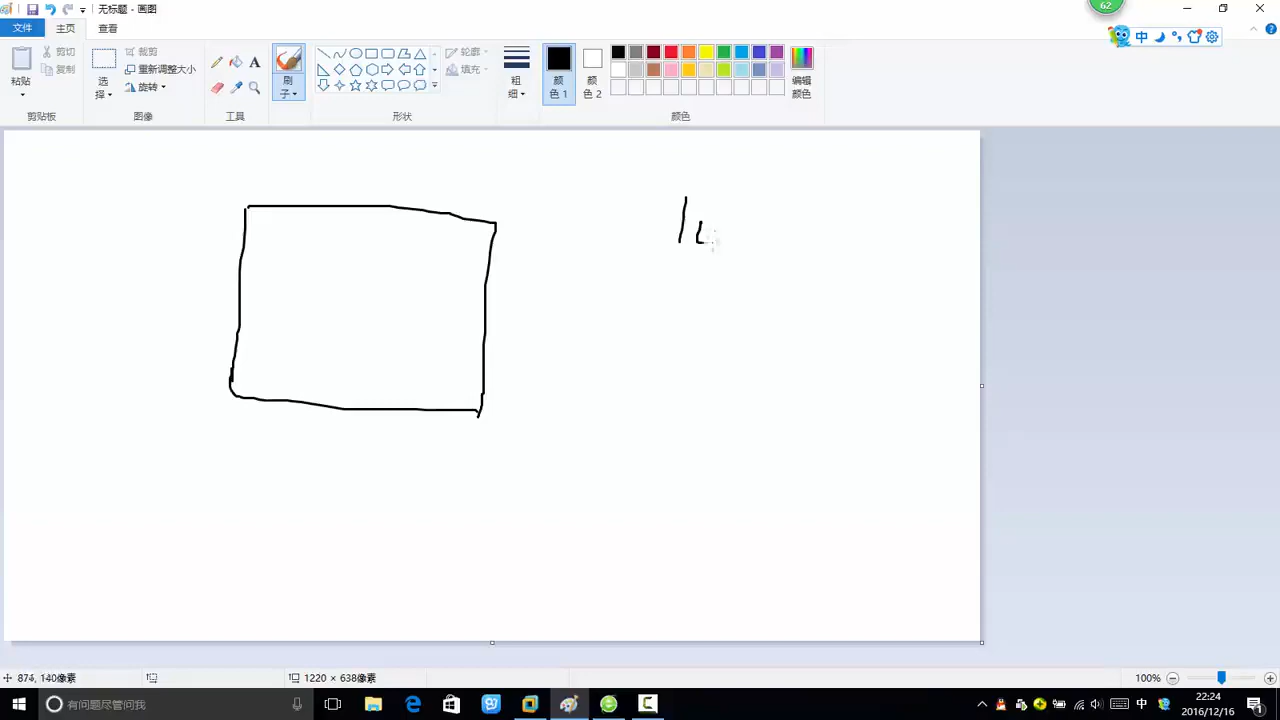 无标题 - 画图
62
文件 主页 查看
剪切
复制
粘贴
剪贴板
选择
裁剪
重新调整大小
旋转
图像
A
工具
刷子
轮廓
填充
形状
粗细
颜色 1
颜色 2
编辑颜色
颜色
中
874, 140像素
1220 × 638像素
100%
有问题尽管问我
中
22:24
2016/12/16